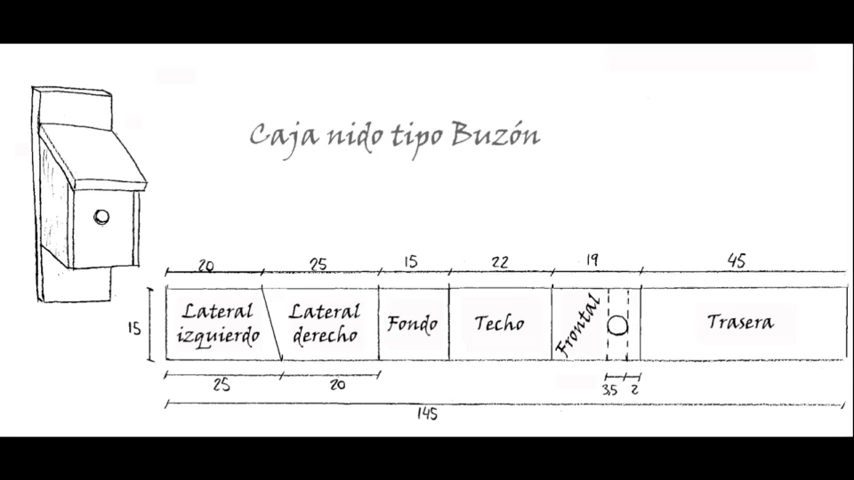 Caja nido tipo Buzón
20 25 15 22 19 45
15
Lateral
izquierdo
Lateral
derecho
Fondo
Techo
Frontal
Trasera
25 20 3,5 2
145